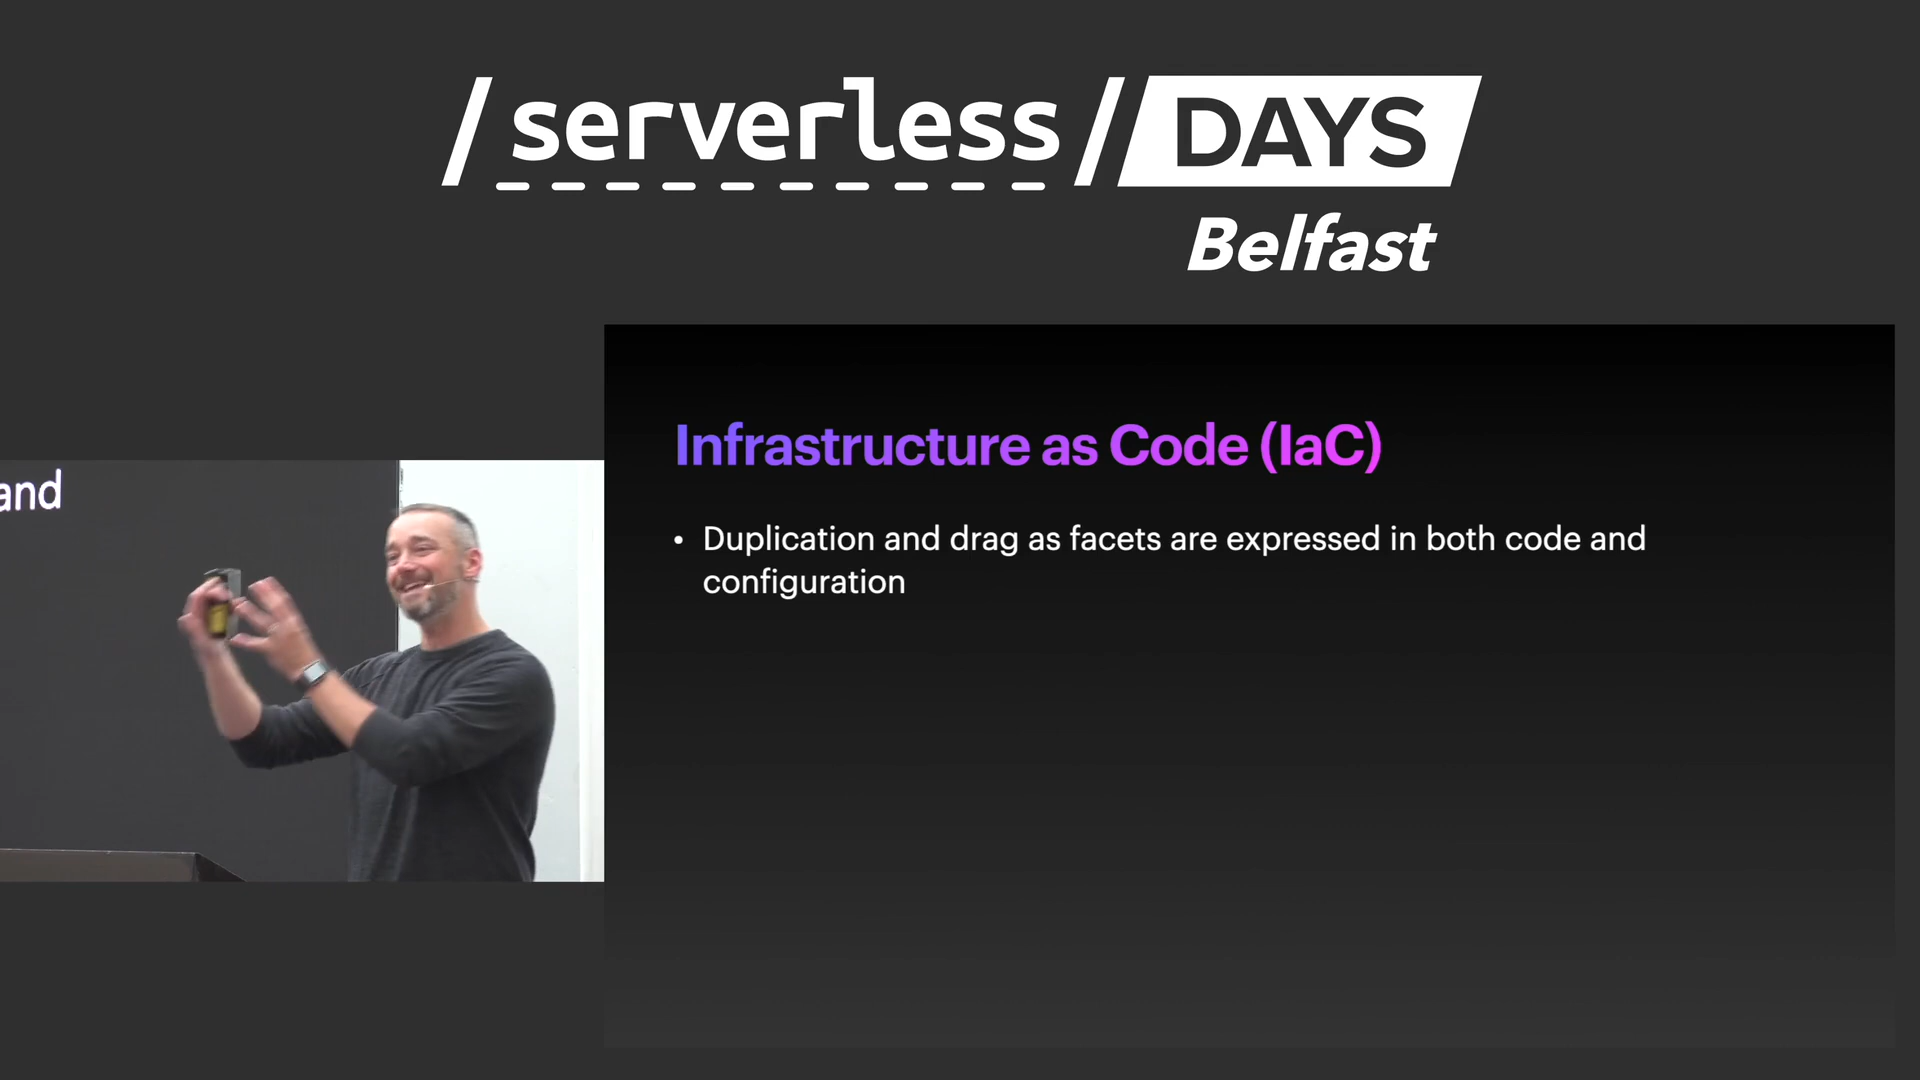 /serverless/DAYS
Belfast
and
Infrastructure as Code (IaC)
• Duplication and drag as facets are expressed in both code and
configuration